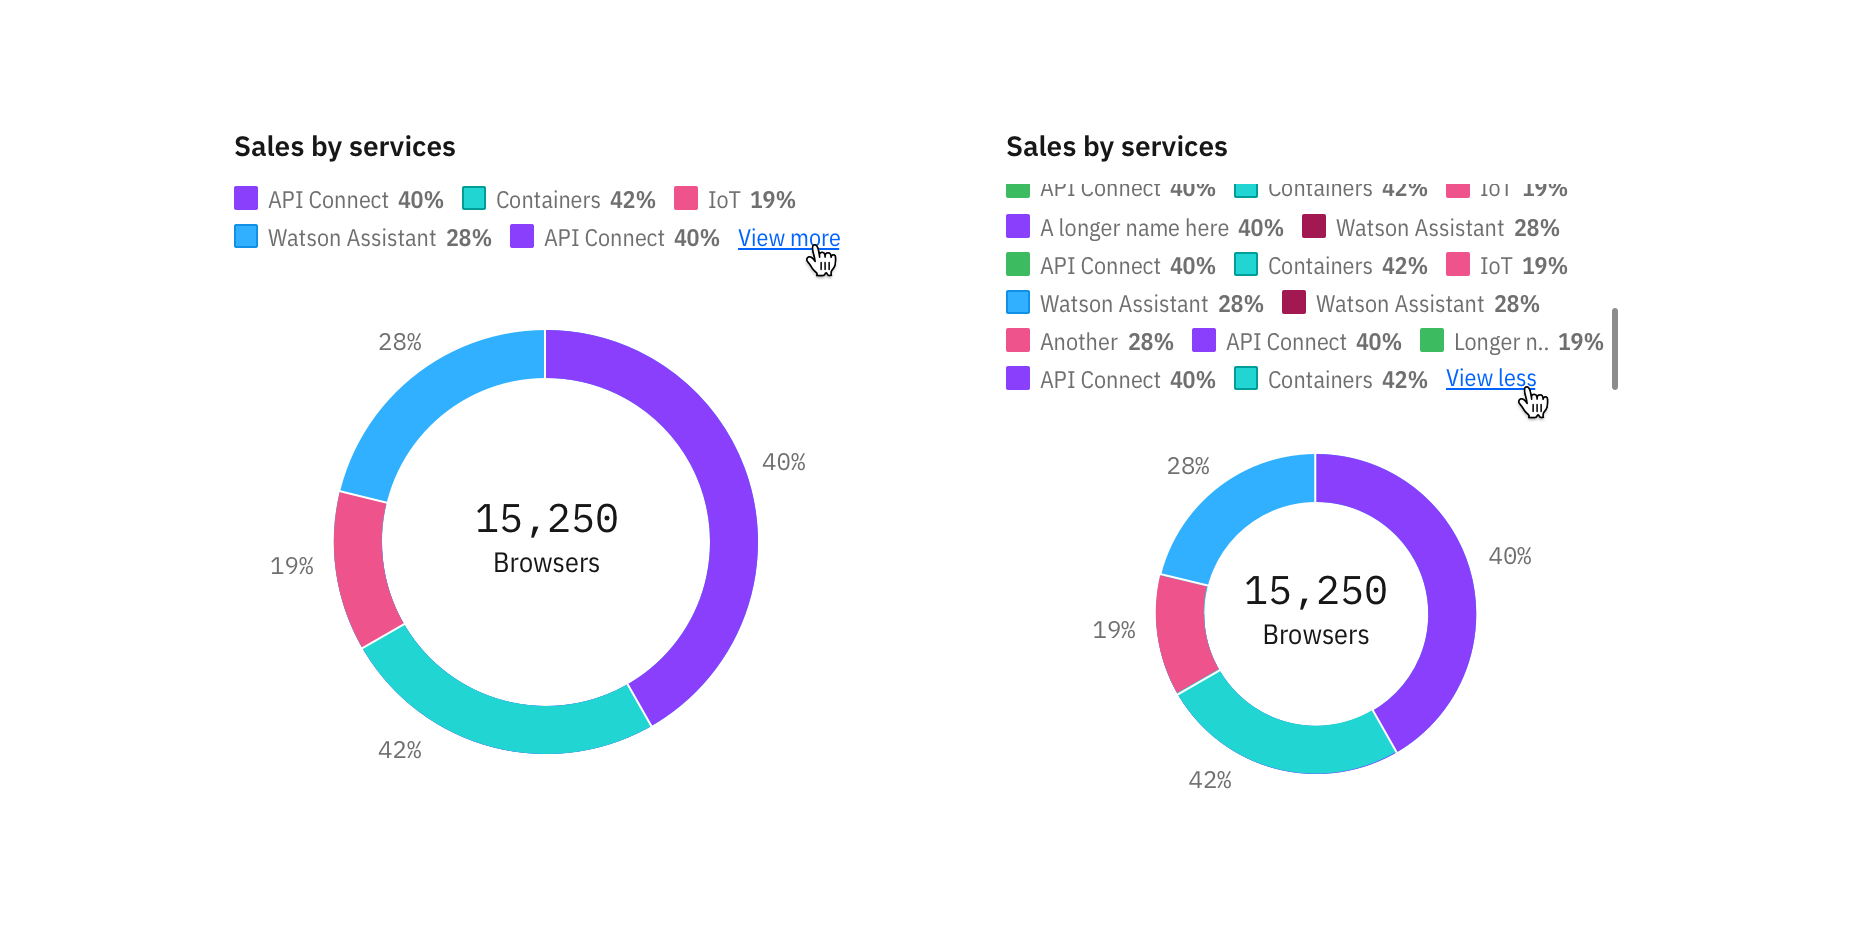 Sales by services
API Connect 40% Containers 42% IoT 19%
Watson Assistant 28% API Connect 40% View more
28%
40%
15,250
Browsers
19%
42%
Sales by services
API Connect 40% Containers 42% IoT 19%
A longer name here 40% Watson Assistant 28%
API Connect 40% Containers 42% IoT 19%
Watson Assistant 28% Watson Assistant 28%
Another 28% API Connect 40% Longer n.. 19%
API Connect 40% Containers 42% View less
28%
40%
15,250
Browsers
19%
42%